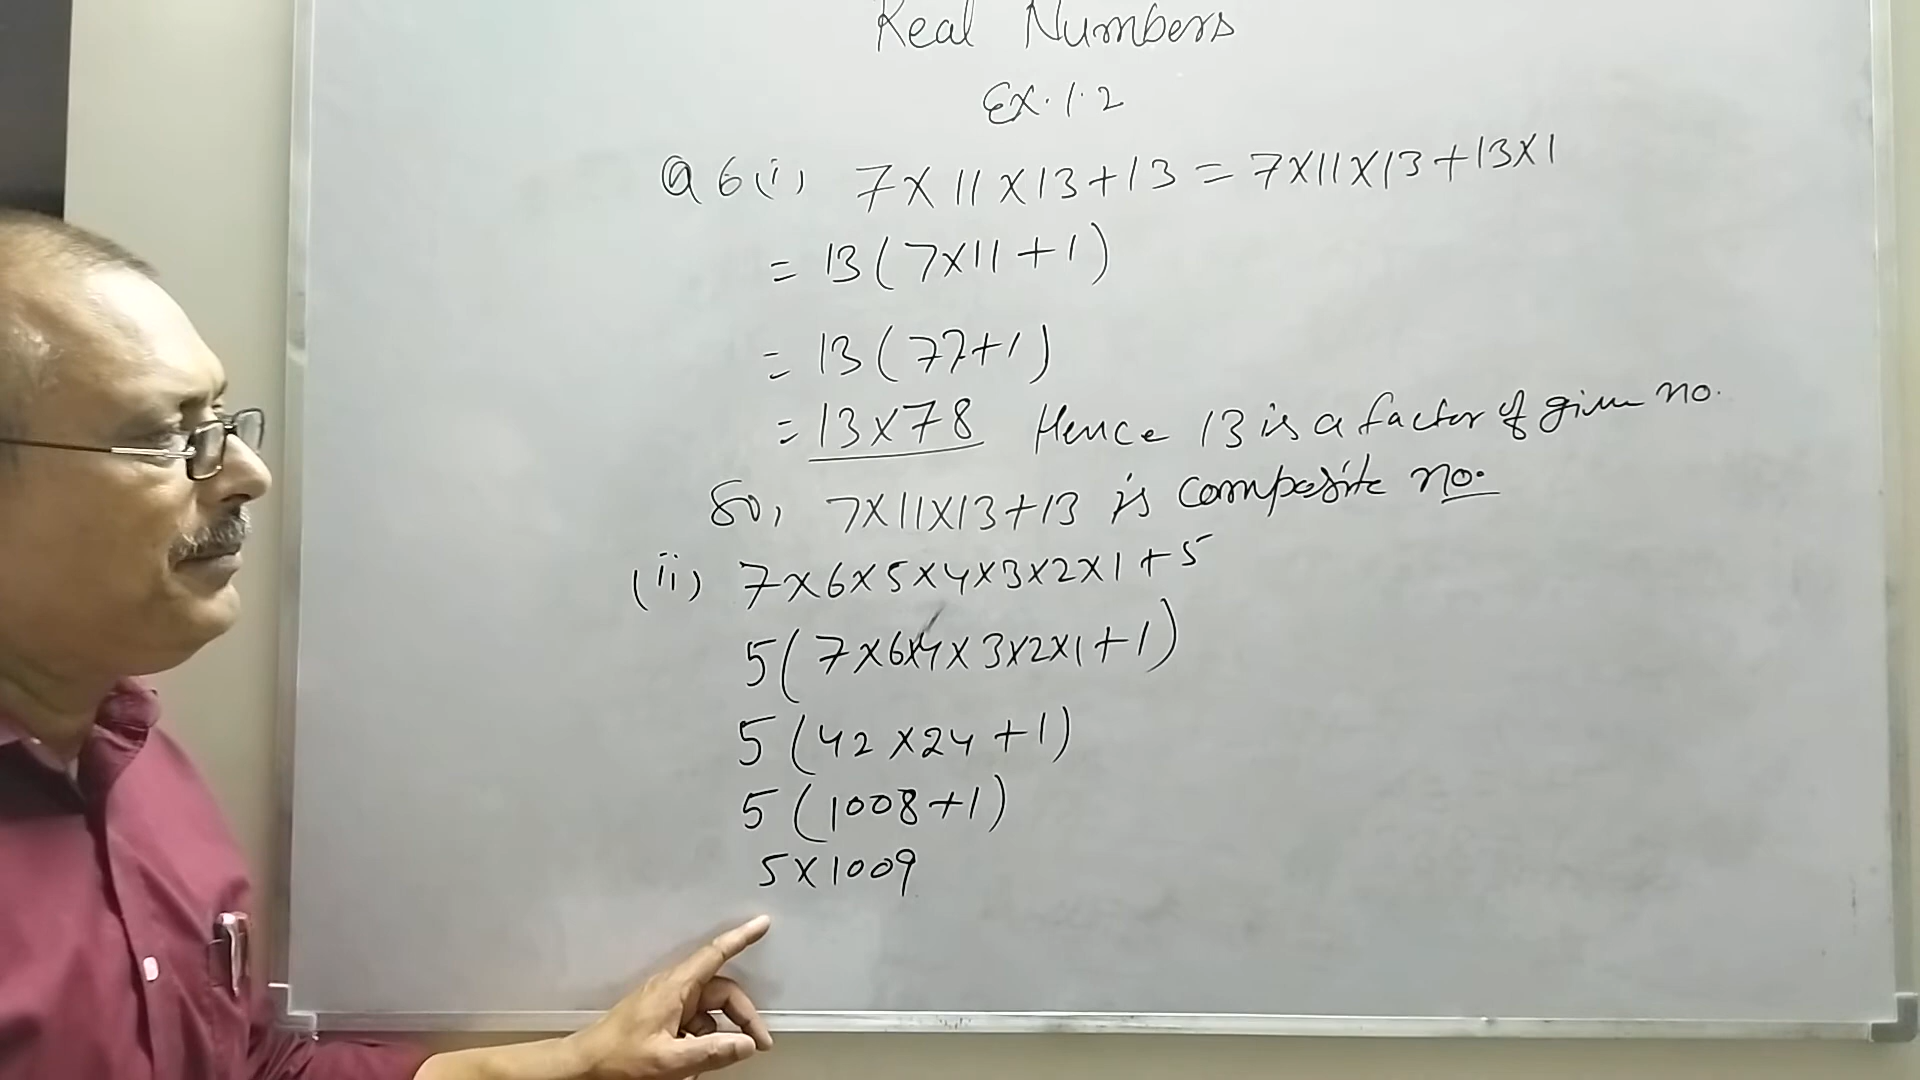 Real Numbers
Ex. 1.2
Q 6 (i) 7×11×13+13 = 7×11×13+13×1
= 13(7×11+1)
= 13(77+1)
= 13×78 Hence 13 is a factor of given no.
So, 7×11×13+13 is composite no.
(ii) 7×6×5×4×3×2×1+5
5(7×6×4×3×2×1+1)
5(42×24+1)
5(1008+1)
5×1009